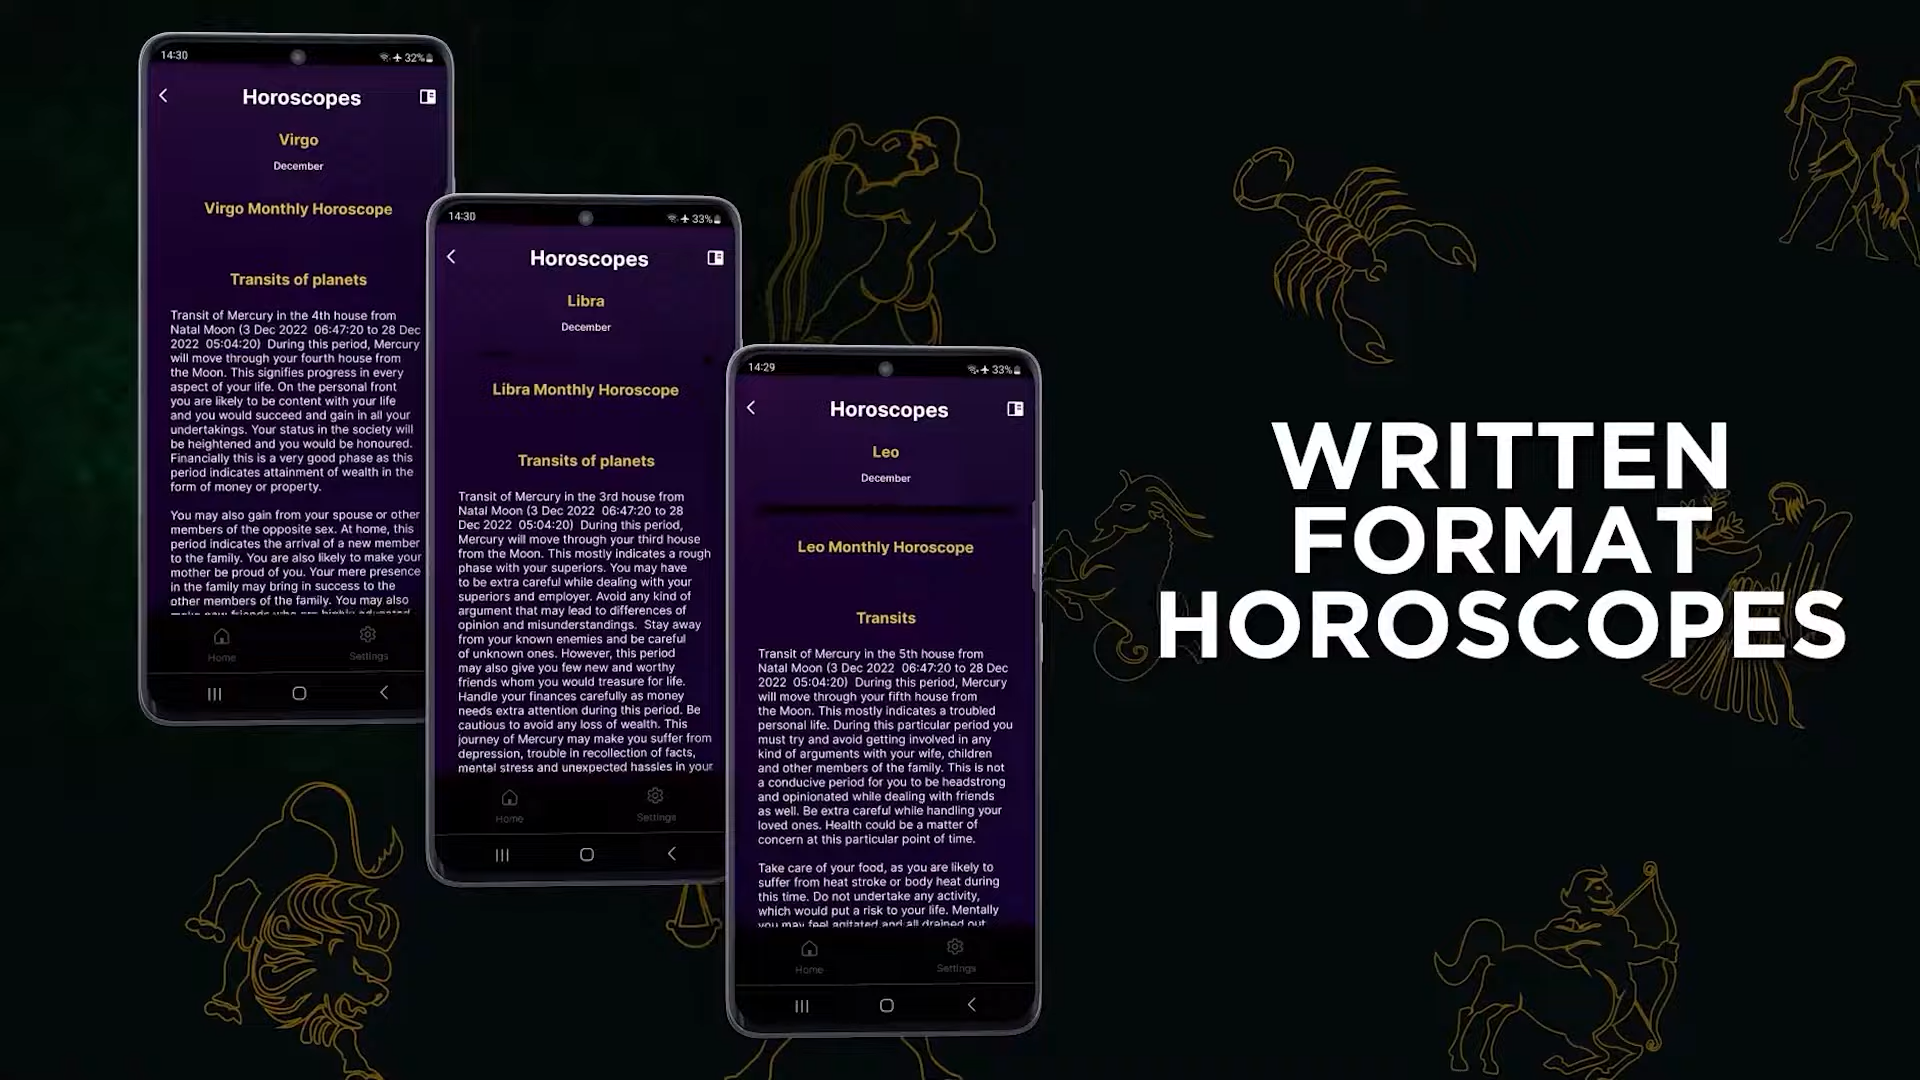 14:30
32%
Horoscopes
Virgo
December
Virgo Monthly Horoscope
Transits of planets
Transit of Mercury in the 4th house from
Natal Moon (3 Dec 2022 06:47:20 to 28 Dec
2022 05:04:20) During this period, Mercury
will move through your fourth house from
the Moon. This signifies progress in every
aspect of your life. On the personal front
you are likely to be content with your life
and you would succeed and gain in all your
undertakings. Your status in the society will
be heightened and you would be honoured.
Financially this is a very good phase as this
period indicates attainment of wealth in the
form of money or property.
You may also gain from your spouse or other
members of the opposite sex. At home, this
period indicates the arrival of a new member
to the family. You are also likely to make your
mother be proud of you. Your mere presence
in the family may bring in success to the
other members of the family. You may also
make new friends who are highly educated
Home
Settings
14:30
33%
Horoscopes
Libra
December
Libra Monthly Horoscope
Transits of planets
Transit of Mercury in the 3rd house from
Natal Moon (3 Dec 2022 06:47:20 to 28
Dec 2022 05:04:20) During this period,
Mercury will move through your third house
from the Moon. This mostly indicates a rough
phase with your superiors. You may have
to be extra careful while dealing with your
superiors and employer. Avoid any kind of
argument that may lead to differences of
opinion and misunderstandings. Stay away
from your known enemies and be careful
of unknown ones. However, this period
may also give you few new and worthy
friends whom you would treasure for life.
Handle your finances carefully as money
needs extra attention during this period. Be
cautious to avoid any loss of wealth. This
journey of Mercury may make you suffer from
depression, trouble in recollection of facts,
mental stress and unexpected hassles in your
Home
Settings
14:29
33%
Horoscopes
Leo
December
Leo Monthly Horoscope
Transits
Transit of Mercury in the 5th house from
Natal Moon (3 Dec 2022 06:47:20 to 28 Dec
2022 05:04:20) During this period, Mercury
will move through your fifth house from
the Moon. This mostly indicates a troubled
personal life. During this particular period you
must try and avoid getting involved in any
kind of arguments with your wife, children
and other members of the family. This is not
a conducive period for you to be headstrong
and opinionated while dealing with friends
as well. Be extra careful while handling your
loved ones. Health could be a matter of
concern at this particular point of time.
Take care of your food, as you are likely to
suffer from heat stroke or body heat during
this time. Do not undertake any activity,
which would put a risk to your life. Mentally
you may feel agitated and all drained out
Home
Settings
WRITTEN
FORMAT
HOROSCOPES